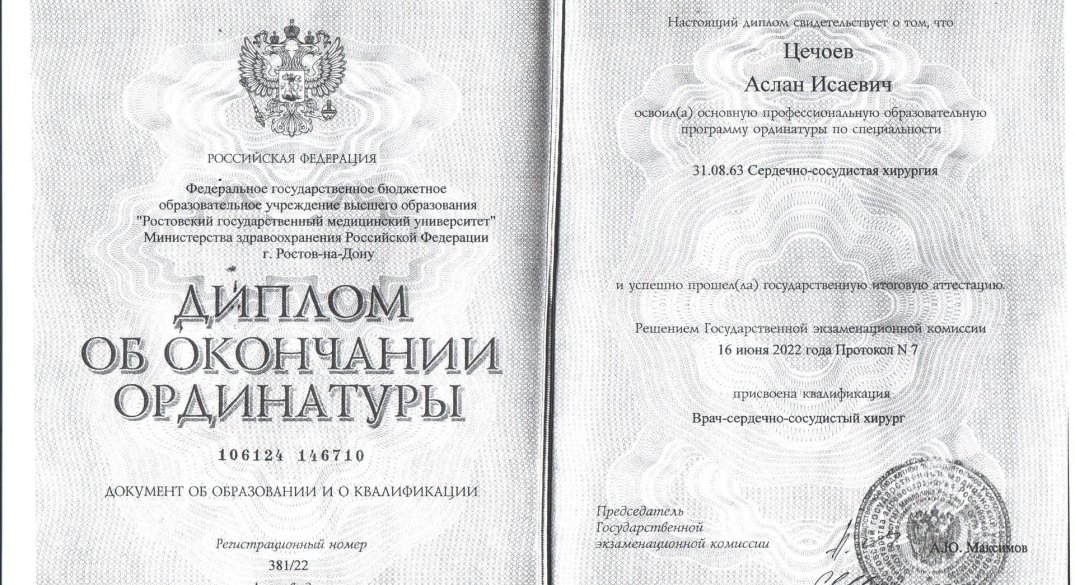 РОССИЙСКАЯ ФЕДЕРАЦИЯ
Федеральное государственное бюджетное
образовательное учреждение высшего образования
"Ростовский государственный медицинский университет"
Министерства здравоохранения Российской Федерации
г. Ростов-на-Дону
ДИПЛОМ
ОБ ОКОНЧАНИИ
ОРДИНАТУРЫ
106124 146710
ДОКУМЕНТ ОБ ОБРАЗОВАНИИ И О КВАЛИФИКАЦИИ
Регистрационный номер
381/22
Настоящий диплом свидетельствует о том, что
Цечоев
Аслан Исаевич
освоил(а) основную профессиональную образовательную
программу ординатуры по специальности
31.08.63 Сердечно-сосудистая хирургия
и успешно прошел(ла) государственную итоговую аттестацию.
Решением Государственной экзаменационной комиссии
16 июня 2022 года Протокол N 7
присвоена квалификация
Врач-сердечно-сосудистый хирург
Председатель
Государственной
экзаменационной комиссии
А.Ю. Максимов